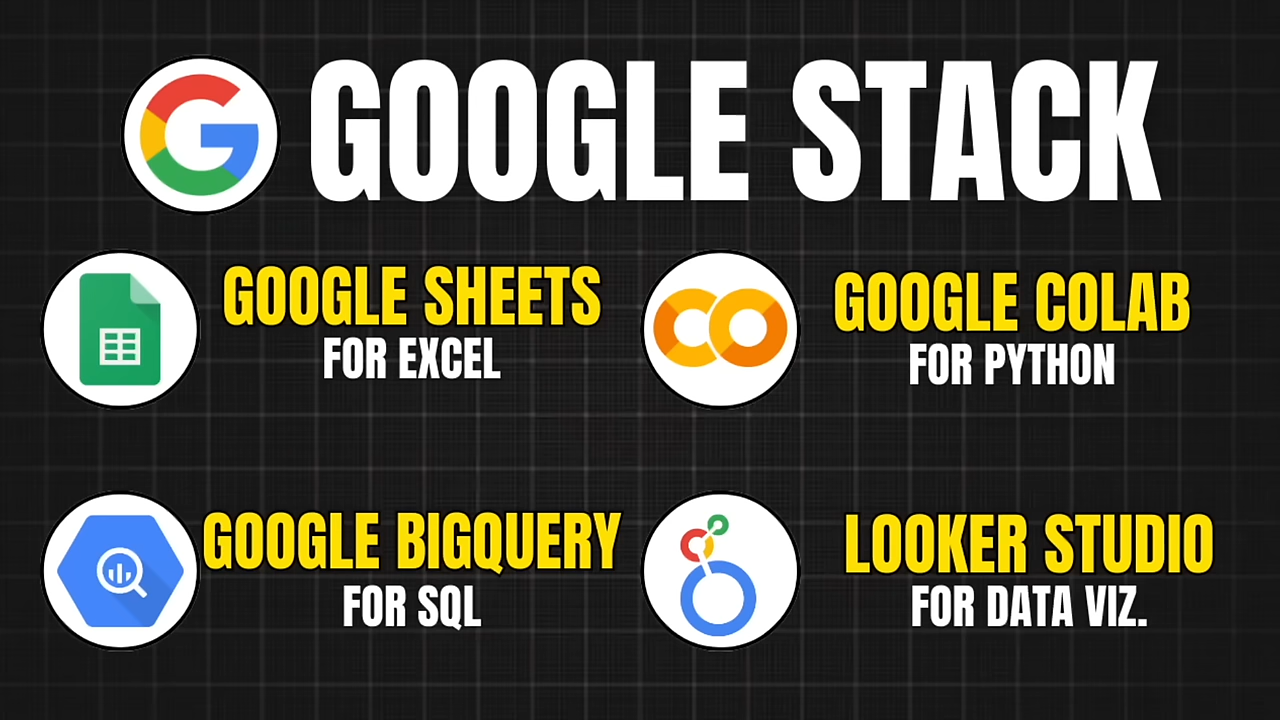 GOOGLE STACK
GOOGLE SHEETS
FOR EXCEL
GOOGLE COLAB
FOR PYTHON
GOOGLE BIGQUERY
FOR SQL
LOOKER STUDIO
FOR DATA VIZ.